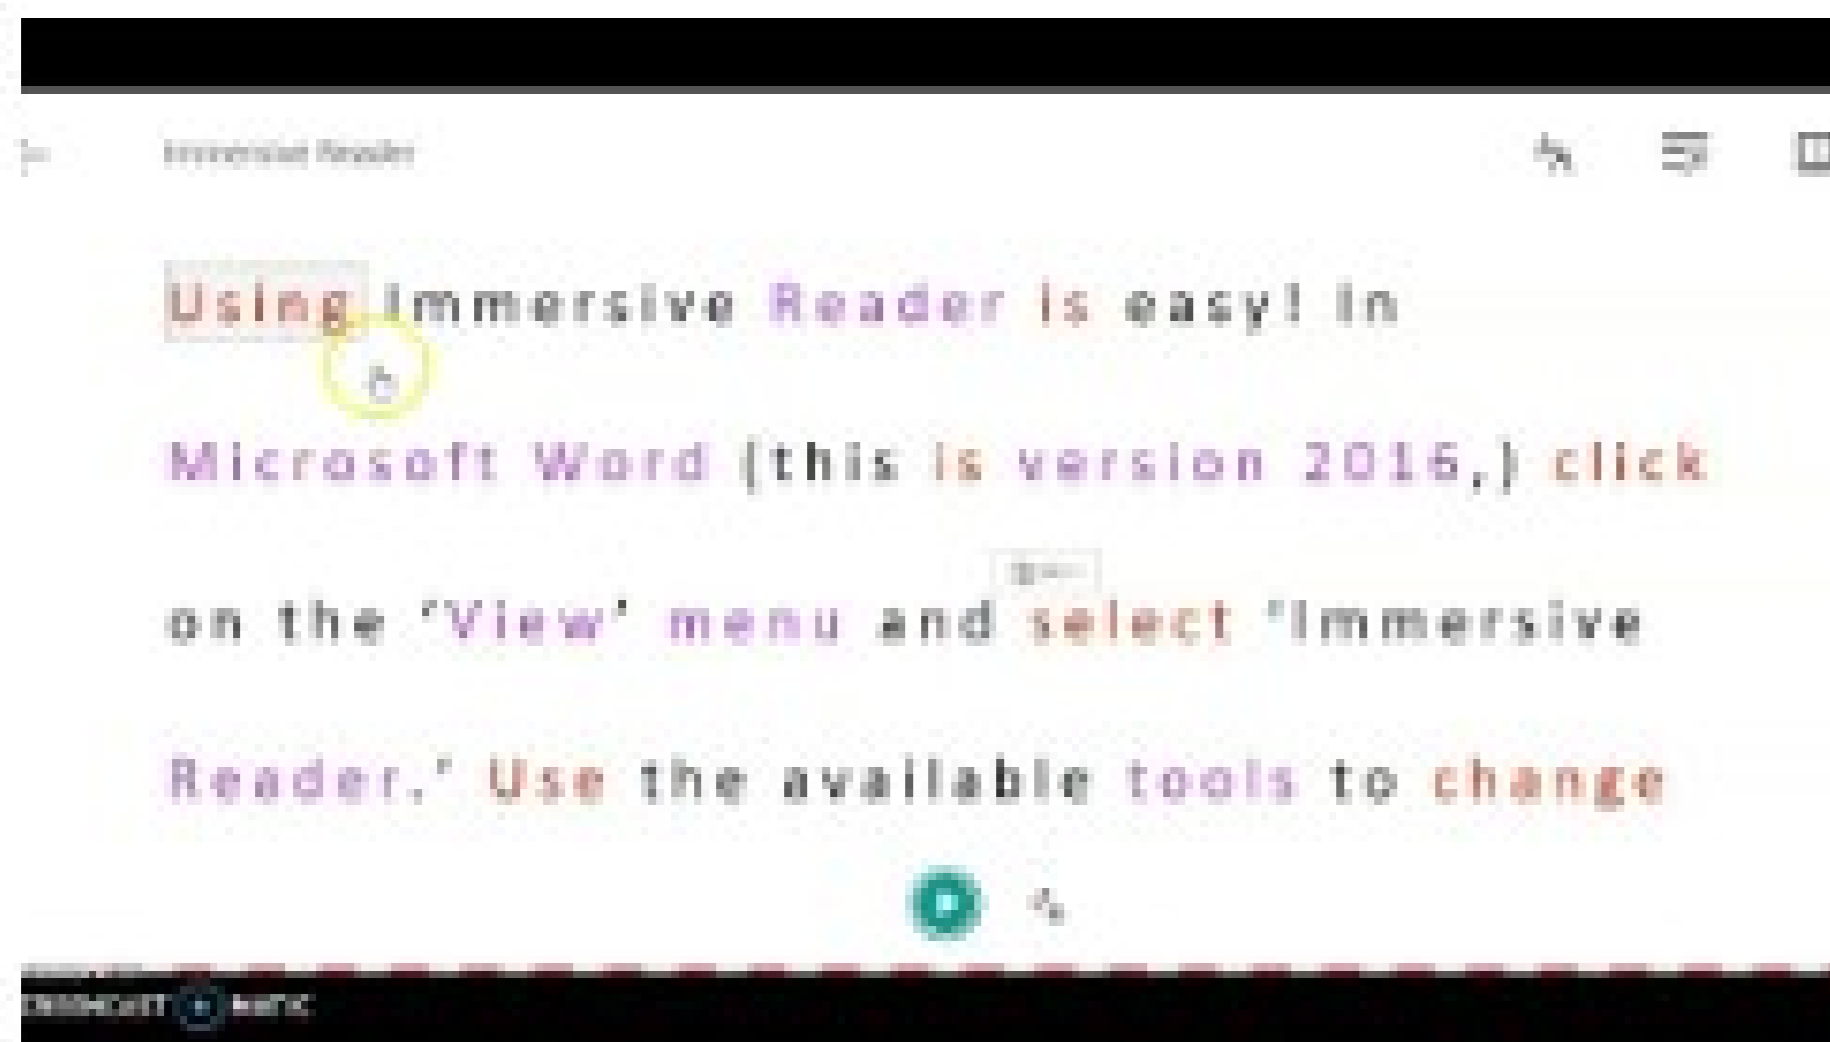 Immersive Reader
Using Immersive Reader is easy! In
Microsoft Word (this is version 2016,) click
on the ‘View’ menu and select ‘Immersive
Reader.’ Use the available tools to change